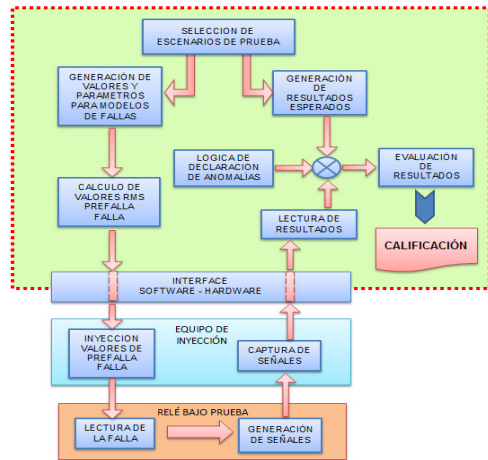 SELECCION DE
ESCENARIOS DE PRUEBA
GENERACIÓN DE
VALORES Y
PARAMETROS
PARA MODELOS
DE FALLAS
GENERACIÓN
DE
RESULTADOS
ESPERADOS
LOGICA DE
DECLARACION
DE ANOMALÍAS
EVALUACIÓN
DE
RESULTADOS
CALCULO DE
VALORES RMS
PREFALLA
FALLA
LECTURA DE
RESULTADOS
CALIFICACIÓN
INTERFACE
SOFTWARE - HARDWARE
EQUIPO DE
INYECCIÓN
INYECCION
VALORES DE
PREFALLA
FALLA
CAPTURA DE
SEÑALES
RELÉ BAJO PRUEBA
LECTURA DE
LA FALLA
GENERACIÓN
DE SEÑALES